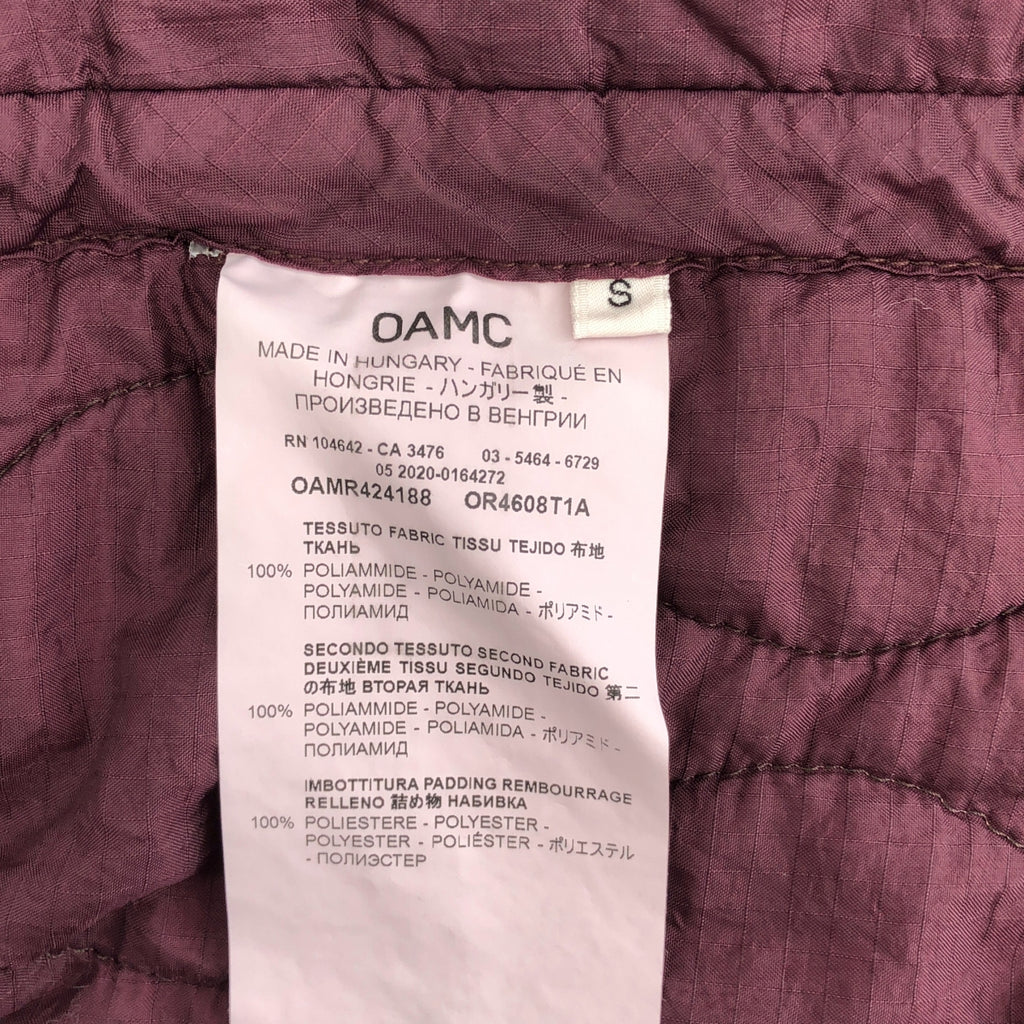 S
OAMC
MADE IN HUNGARY - FABRIQUÉ EN
HONGRIE - ハンガリー製 -
ПРОИЗВЕДЕНО В ВЕНГРИИ
RN 104642 - CA 3476 03 - 5464 - 6729
05 2020-0164272
OAMR424188 OR4608T1A
TESSUTO FABRIC TISSU TEJIDO 布地
ТКАНЬ
100% POLIAMMIDE - POLYAMIDE -
POLYAMIDE - POLIAMIDA - ポリアミド -
ПОЛИАМИД
SECONDO TESSUTO SECOND FABRIC
DEUXIÈME TISSU SEGUNDO TEJIDO 第二
の布地 ВТОРАЯ ТКАНЬ
100% POLIAMMIDE - POLYAMIDE -
POLYAMIDE - POLIAMIDA - ポリアミド -
ПОЛИАМИД
IMBOTTITURA PADDING REMBOURRAGE
RELLENO 詰め物 НАБИВКА
100% POLIESTERE - POLYESTER -
POLYESTER - POLIÉSTER - ポリエステル
- ПОЛИЭСТЕР